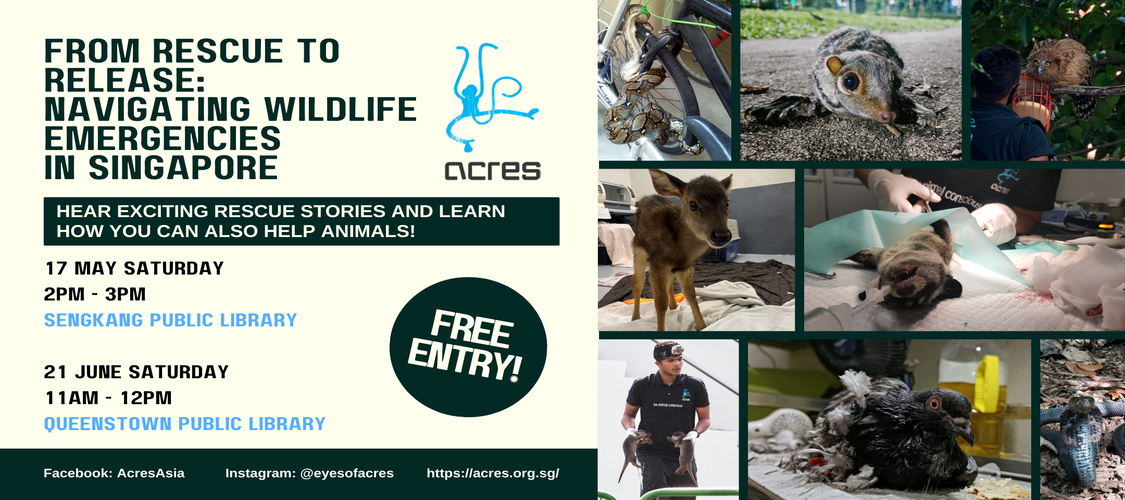 FROM RESCUE TO
RELEASE:
NAVIGATING WILDLIFE
EMERGENCIES
IN SINGAPORE
acres
HEAR EXCITING RESCUE STORIES AND LEARN
HOW YOU CAN ALSO HELP ANIMALS!
17 MAY SATURDAY
2PM - 3PM
SENGKANG PUBLIC LIBRARY
FREE
ENTRY!
21 JUNE SATURDAY
11AM - 12PM
QUEENSTOWN PUBLIC LIBRARY
Facebook: AcresAsia
Instagram: @eyesofacres
https://acres.org.sg/